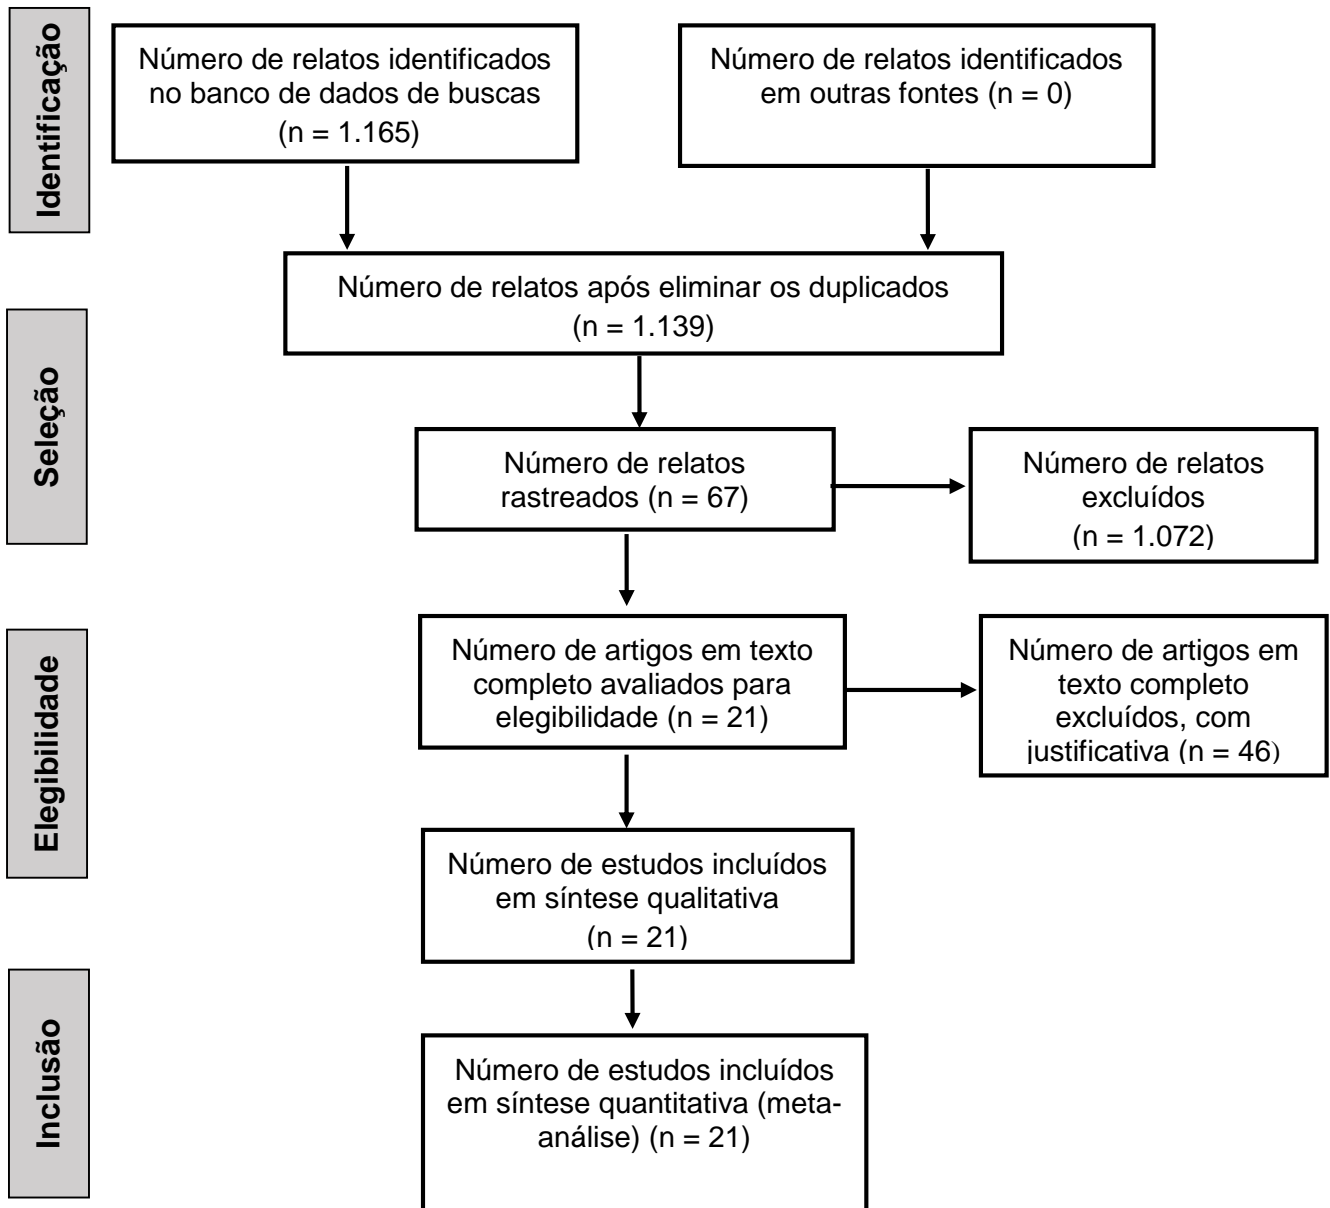 Identificação
Número de relatos identificados
no banco de dados de buscas
(n = 1.165)
Número de relatos identificados
em outras fontes (n = 0)
Número de relatos após eliminar os duplicados
(n = 1.139)
Seleção
Número de relatos
rastreados (n = 67)
Número de relatos
excluídos
(n = 1.072)
Elegibilidade
Número de artigos em texto
completo avaliados para
elegibilidade (n = 21)
Número de artigos em
texto completo
excluídos, com
justificativa (n = 46)
Número de estudos incluídos
em síntese qualitativa
(n = 21)
Inclusão
Número de estudos incluídos
em síntese quantitativa (meta-
análise) (n = 21)